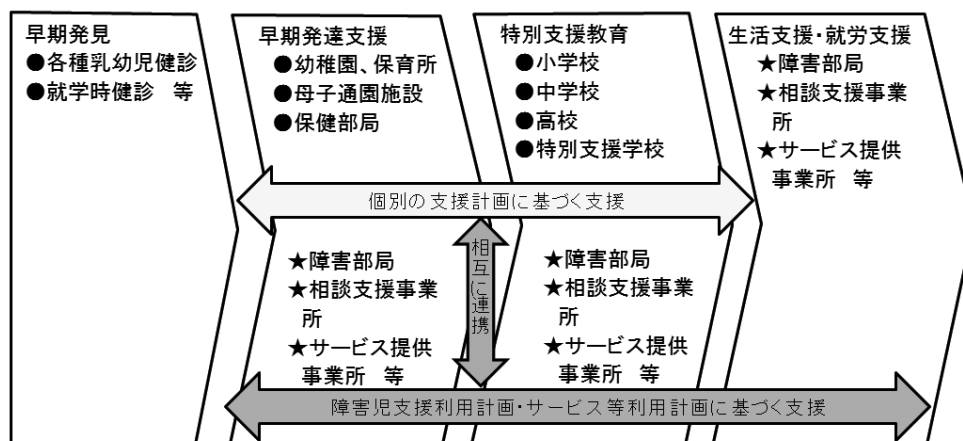 早期発見
●各種乳幼児健診
●就学時健診　等
早期発達支援
●幼稚園、保育所
●母子通園施設
●保健部局
特別支援教育
●小学校
●中学校
●高校
●特別支援学校
生活支援・就労支援
★障害部局
★相談支援事業
所
★サービス提供
事業所　等
個別の支援計画に基づく支援
相互に連携
★障害部局
★相談支援事業
所
★サービス提供
事業所　等
★障害部局
★相談支援事業
所
★サービス提供
事業所　等
障害児支援利用計画・サービス等利用計画に基づく支援